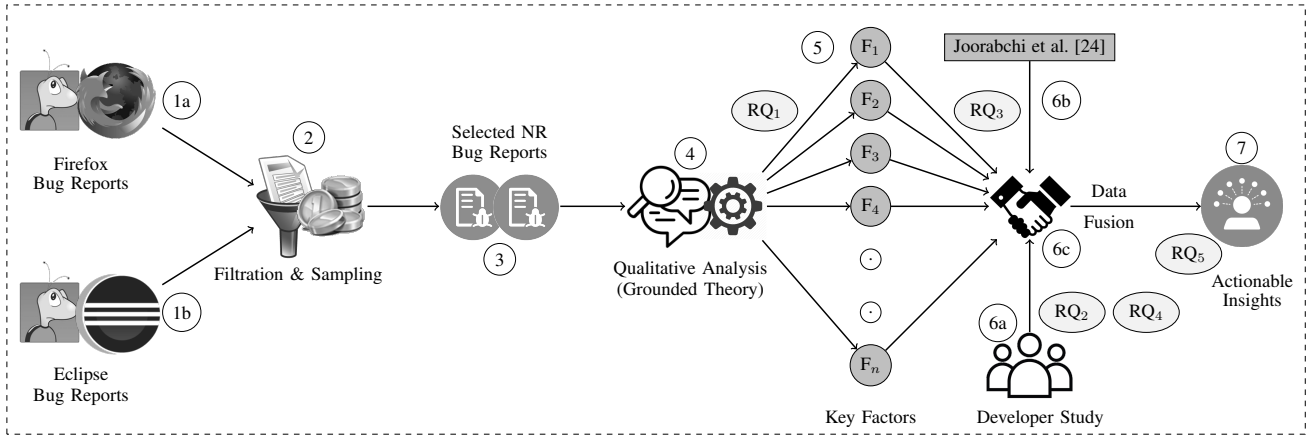 1a
Firefox
Bug Reports
1b
Eclipse
Bug Reports
2
Filtration & Sampling
Selected NR
Bug Reports
3
4
Qualitative Analysis
(Grounded Theory)
RQ₁
5
F₁
F₂
F₃
F₄
Fₙ
Key Factors
Joorabchi et al. [24]
6b
RQ₃
6c
RQ₂
RQ₄
6a
Developer Study
Data
Fusion
7
RQ₅
Actionable
Insights